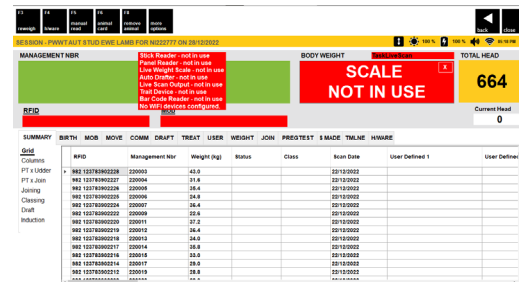 F3 F4 F5 F6 F8
reweigh h/ware manual read animal card remove animal more options back close
SESSION - PWWT AUT STUD EWE LAMB FOR NI222777 ON 28/12/2022 100 % 100 %
MANAGEMENT NBR BODY WEIGHT TOTAL HEAD
Stick Reader - not in use
Panel Reader - not in use
Live Weight Scale - not in use
Auto Drafter - not in use
Live Scan Output - not in use
Trait Device - not in use
Bar Code Reader - not in use
No WiFi devices configured.
SCALE X
NOT IN USE
664
RFID
Current Head
0
SUMMARY BIRTH MOB MOVE COMM DRAFT TREAT USER WEIGHT JOIN PREGTEST $ MADE TMLNE H/WARE
Grid
Columns
PT x Udder
PT x Join
Joining
Classing
Draft
Induction
RFID Management Nbr Weight (kg) Status Class Scan Date User Defined 1 User Define
982 123783902228 220003 43.0 22/12/2022
982 123783902227 220004 31.6 22/12/2022
982 123783902226 220005 35.4 22/12/2022
982 123783902225 220006 24.8 22/12/2022
982 123783902224 220007 36.4 22/12/2022
982 123783902222 220009 22.6 22/12/2022
982 123783902220 220011 37.2 22/12/2022
982 123783902219 220012 36.4 22/12/2022
982 123783902218 220013 34.0 22/12/2022
982 123783902217 220014 35.8 22/12/2022
982 123783902216 220015 33.0 22/12/2022
982 123783902214 220017 29.0 22/12/2022
982 123783902212 220019 29.8 22/12/2022